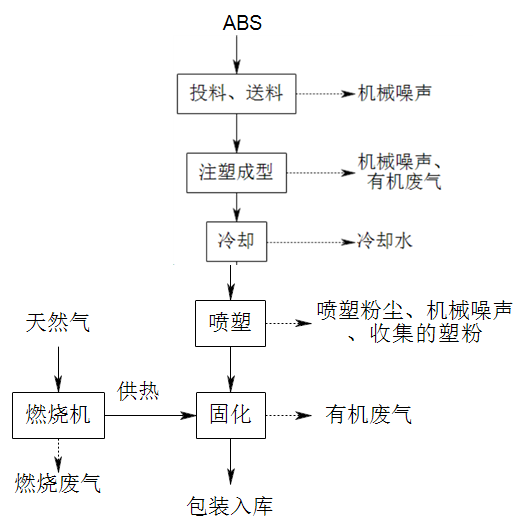 ABS
投料、送料
机械噪声
注塑成型
机械噪声、
有机废气
冷却
冷却水
喷塑
喷塑粉尘、机械噪声
、收集的塑粉
天然气
供热
燃烧机
固化
有机废气
燃烧废气
包装入库